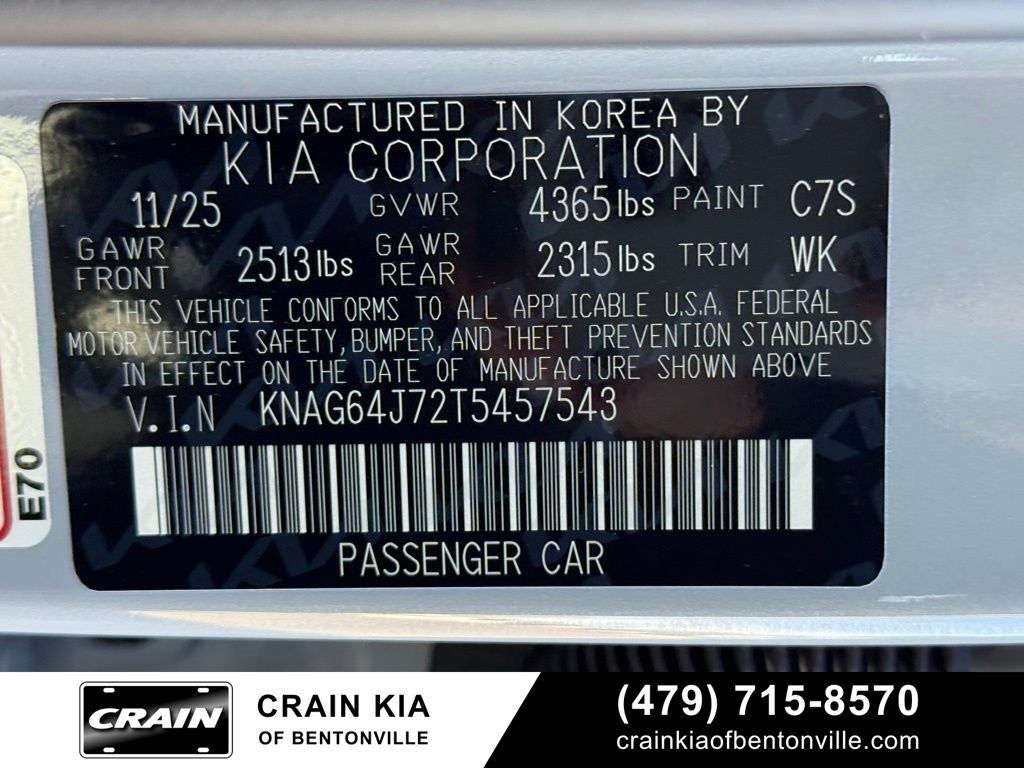 MANUFACTURED IN KOREA BY
KIA CORPORATION
11/25 GVWR 4365 lbs PAINT C7S
GAWR FRONT 2513 lbs GAWR REAR 2315 lbs TRIM WK
THIS VEHICLE CONFORMS TO ALL APPLICABLE U.S.A. FEDERAL
MOTOR VEHICLE SAFETY, BUMPER, AND THEFT PREVENTION STANDARDS
IN EFFECT ON THE DATE OF MANUFACTURE SHOWN ABOVE
V.I.N KNAG64J72T5457543
PASSENGER CAR
E70
CRAIN
CRAIN KIA
OF BENTONVILLE
(479) 715-8570
crainkiaofbentonville.com